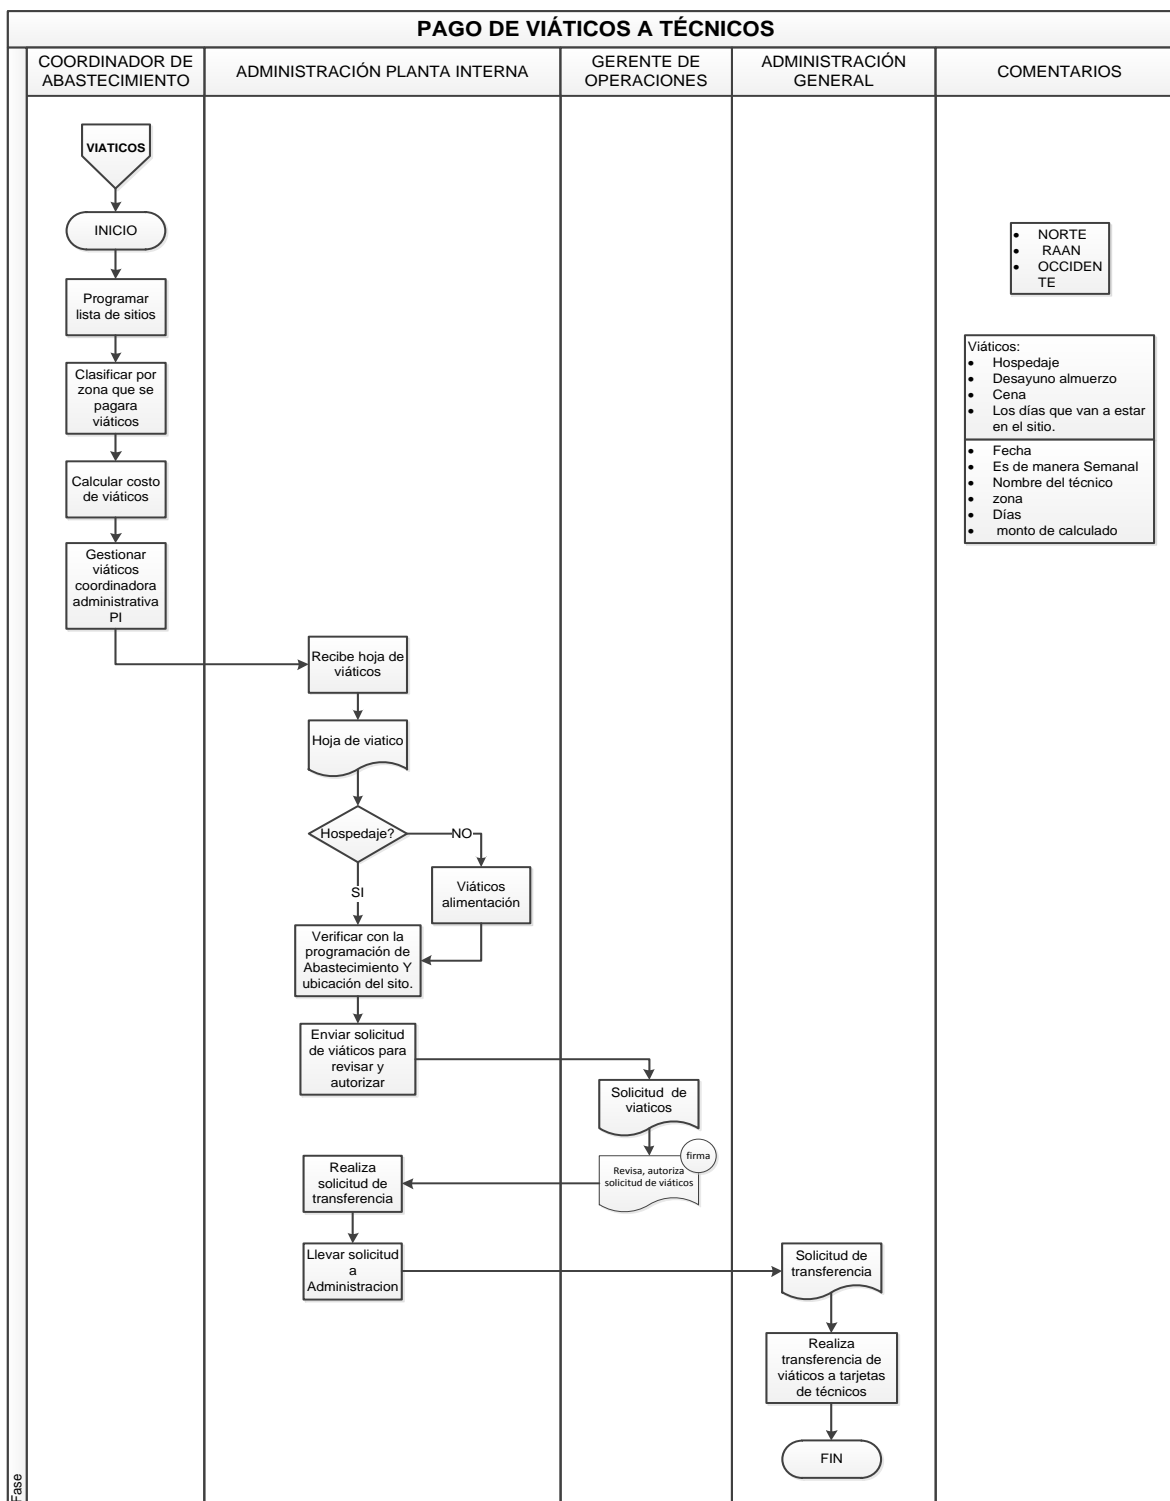 PAGO DE VIÁTICOS A TÉCNICOS
COORDINADOR DE
ABASTECIMIENTO
ADMINISTRACIÓN PLANTA INTERNA
GERENTE DE
OPERACIONES
ADMINISTRACIÓN
GENERAL
COMENTARIOS
VIATICOS
INICIO
Programar
lista de sitios
Clasificar por
zona que se
pagara
viáticos
Calcular costo
de viáticos
Gestionar
viáticos
coordinadora
administrativa
PI
• NORTE
• RAAN
• OCCIDEN
TE
Viáticos:
• Hospedaje
• Desayuno almuerzo
• Cena
• Los días que van a estar
en el sitio.
• Fecha
• Es de manera Semanal
• Nombre del técnico
• zona
• Días
• monto de calculado
Recibe hoja de
viáticos
Hoja de viatico
Hospedaje?
NO
SI
Viáticos
alimentación
Verificar con la
programación de
Abastecimiento Y
ubicación del sito.
Enviar solicitud
de viáticos para
revisar y
autorizar
Solicitud de
viaticos
firma
Revisa, autoriza
solicitud de viáticos
Realiza
solicitud de
transferencia
Llevar solicitud
a
Administracion
Solicitud de
transferencia
Realiza
transferencia de
viáticos a tarjetas
de técnicos
FIN
Fase